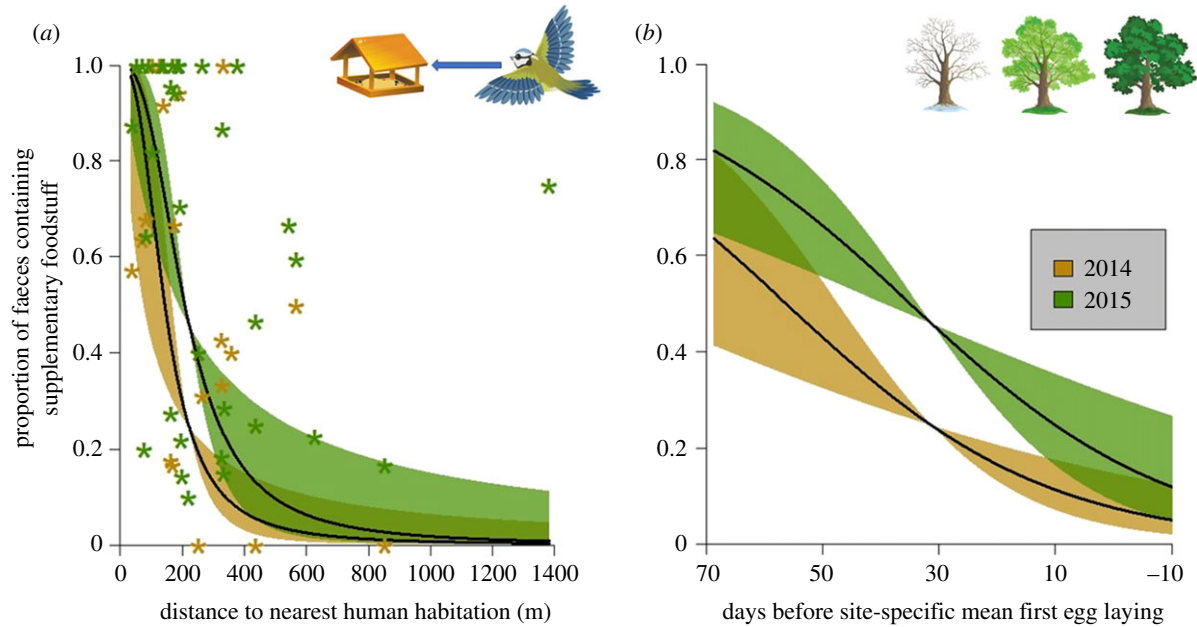 (a)
(b)
1.0
0.8
0.6
0.4
0.2
0
proportion of faeces containing
supplementary foodstuff
0 200 400 600 800 1000 1200 1400
distance to nearest human habitation (m)
1.0
0.8
0.6
0.4
0.2
0
2014
2015
70 50 30 10 –10
days before site-specific mean first egg laying